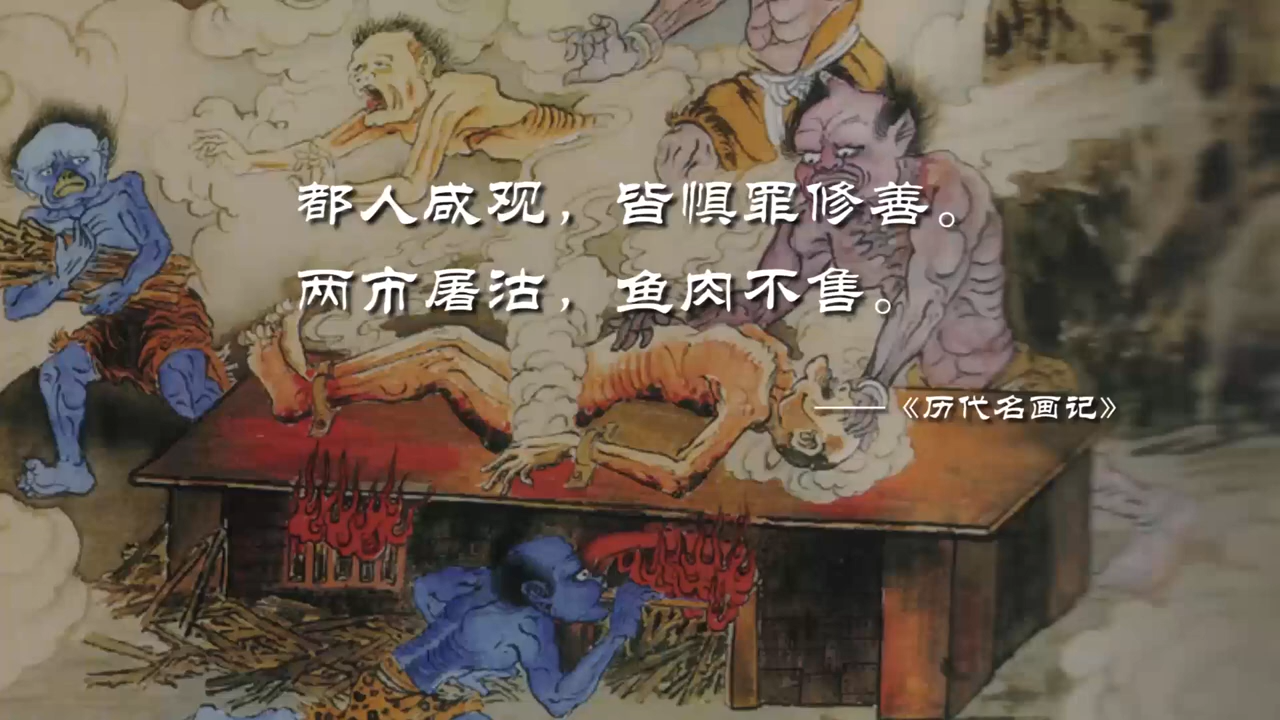 都人咸观，皆惧罪修善。
两市屠沽，鱼肉不售。
——《历代名画记》